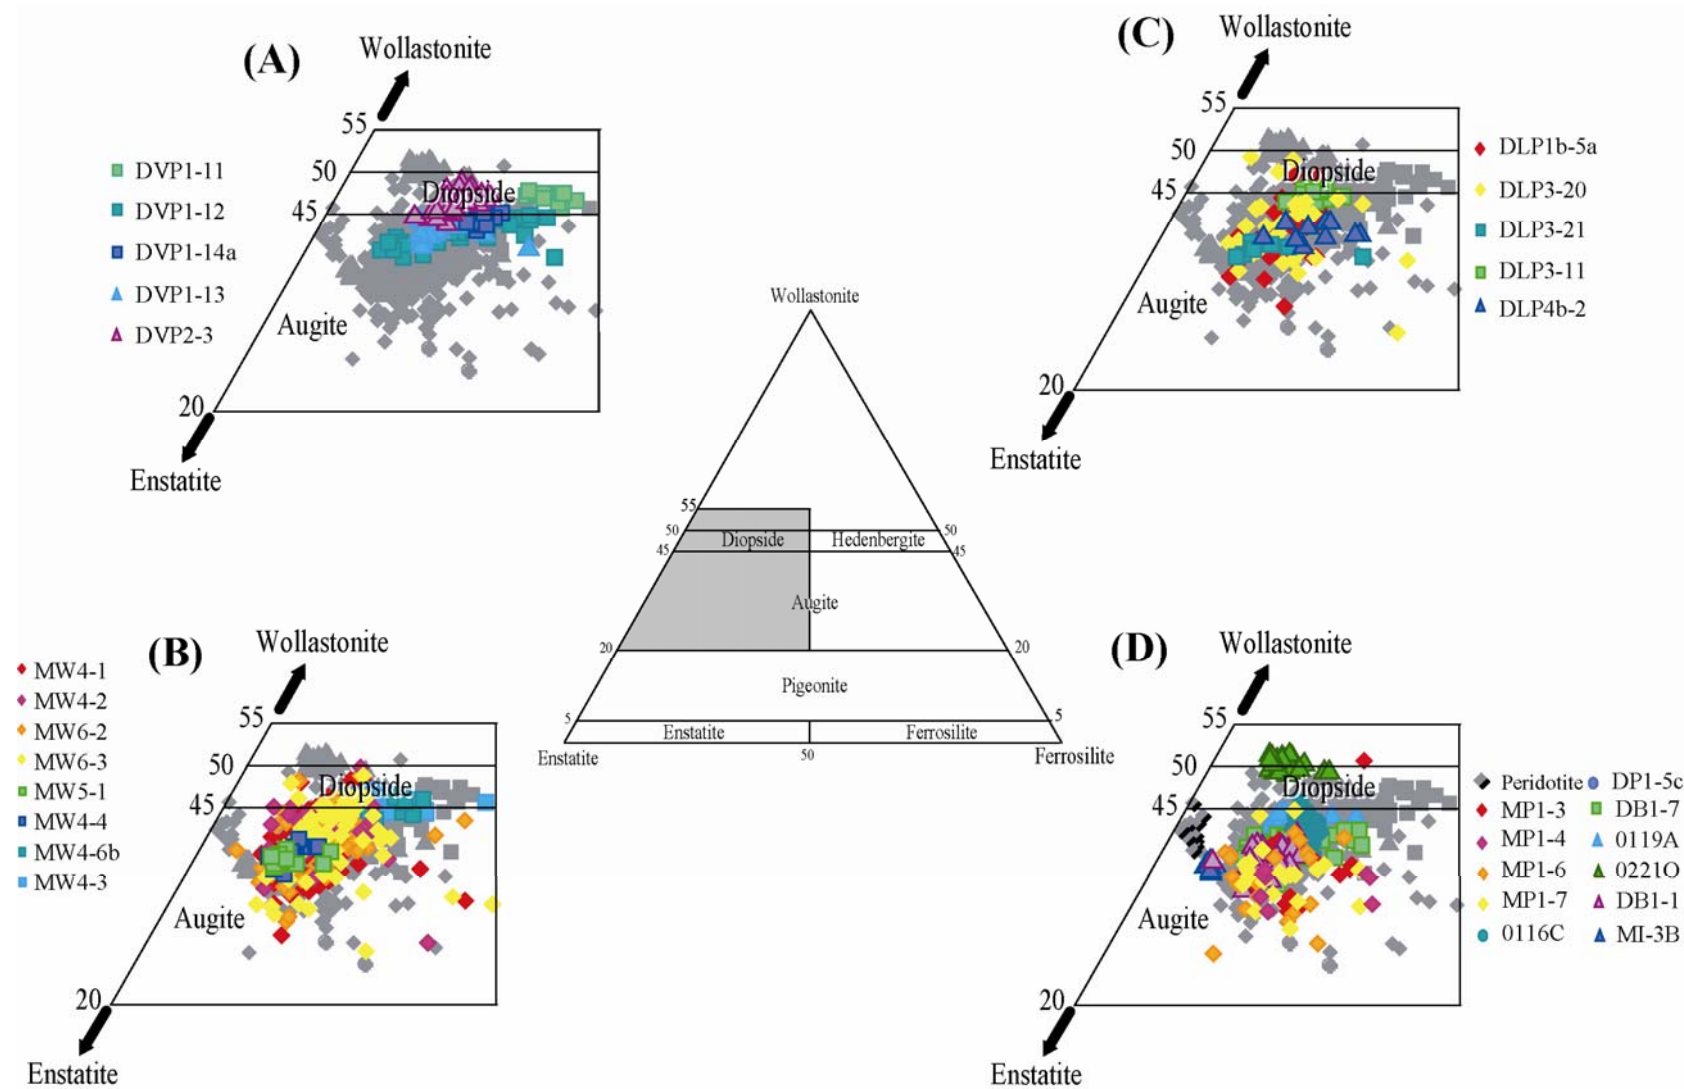 (A)
Wollastonite
55
50
45
20
Diopside
Augite
Enstatite
DVP1-11
DVP1-12
DVP1-14a
DVP1-13
DVP2-3
(C)
Wollastonite
55
50
45
20
Diopside
Augite
Enstatite
DLP1b-5a
DLP3-20
DLP3-21
DLP3-11
DLP4b-2
Wollastonite
55
50 50
Diopside Hedenbergite
45 45
Augite
20 20
Pigeonite
5 5
Enstatite Ferrosilite
Enstatite 50 Ferrosilite
(B)
Wollastonite
55
50
45
20
Diopside
Augite
Enstatite
MW4-1
MW4-2
MW6-2
MW6-3
MW5-1
MW4-4
MW4-6b
MW4-3
(D)
Wollastonite
55
50
45
20
Diopside
Augite
Enstatite
Peridotite DP1-5c
MP1-3 DB1-7
MP1-4 0119A
MP1-6 0221O
MP1-7 DB1-1
0116C MI-3B